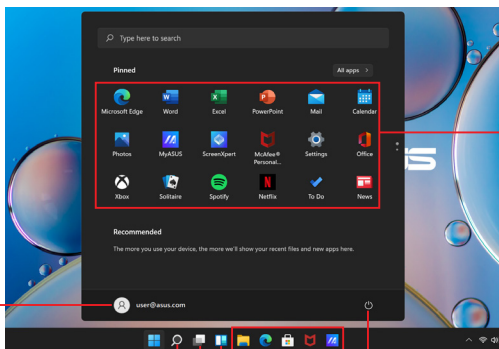 Type here to search
Pinned
All apps >
Microsoft Edge Word Excel PowerPoint Mail Calendar
Photos MyASUS ScreenXpert McAfee® Personal... Settings Office
Xbox Solitaire Spotify Netflix To Do News
Recommended
The more you use your device, the more we'll show your recent files and new apps here.
user@asus.com